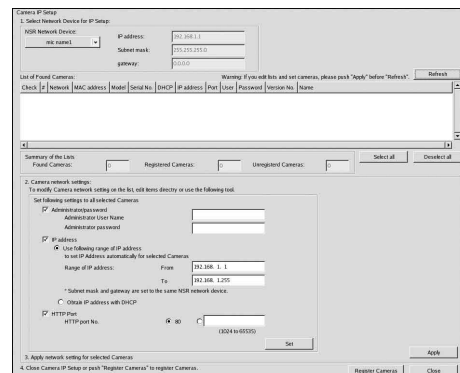 Camera IP Setup
1. Select Network Device for IP Setup:
NSR Network Device:
mic name1
IP address:
192.168.1.1
Subnet mask:
255.255.255.0
gateway:
0.0.0.0
List of Found Cameras:
Warning: If you edit lists and set cameras, please push "Apply" before "Refresh".
Refresh
Check # Network MAC address Model Serial No. DHCP IP address Port User Password Version No. Name
Summary of the Lists
Found Cameras: 0 Registered Cameras: 0 Unregisterd Cameras: 0
Select all
Deselect all
2. Camera network settings:
To modify Camera network setting on the list, edit items directry or use the following tool.
Set following settings to all selected Cameras
Administrator/password
Administrator User Name
Administrator password
IP address
Use following range of IP address
to set IP Address automatically for selected Cameras
Range of IP address: From 192.168. 1. 1
To 192.168. 1.255
* Subnet mask and gateway are set to the same NSR network device.
Obtain IP address with DHCP
HTTP Port
HTTP port No. 80
(1024 to 65535)
Set
3. Apply network setting for selected Cameras
Apply
4. Close Camera IP Setup or push "Register Cameras" to register Cameras.
Register Cameras
Close